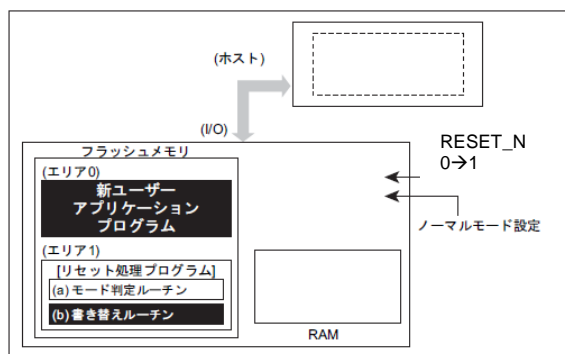 (ホスト)
(I/O)
RESET_N
0→1
フラッシュメモリ
(エリア0)
新ユーザー
アプリケーション
プログラム
ノーマルモード設定
(エリア1)
[リセット処理プログラム]
(a)モード判定ルーチン
(b)書き替えルーチン
RAM